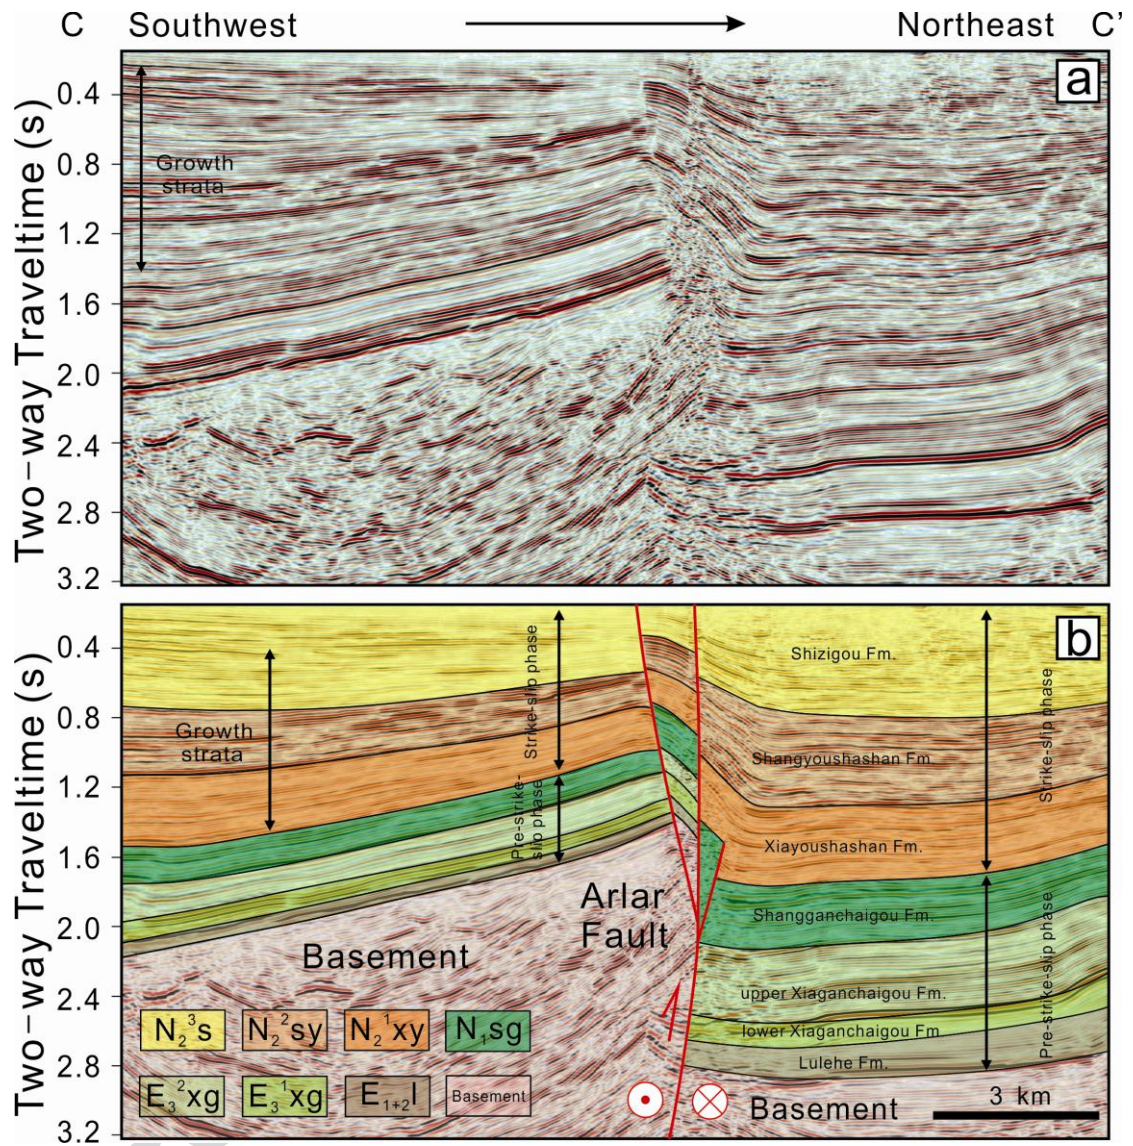 C Southwest Northeast C'
a
Two-way Traveltime (s)
0.4
0.8
1.2
1.6
2.0
2.4
2.8
3.2
Growth
strata
b
Two-way Traveltime (s)
0.4
0.8
1.2
1.6
2.0
2.4
2.8
3.2
Growth
strata
Strike-slip phase
Pre-strike-
slip phase
Shizigou Fm.
Shangyoushashan Fm.
Xiayoushashan Fm.
Shangganchaigou Fm.
upper Xiaganchaigou Fm.
lower Xiaganchaigou Fm
Lulehe Fm.
Strike-slip phase
Pre-strike-slip phase
Arlar
Fault
Basement
N₂³s N₂²sy N₂¹xy N₁sg
E₃²xg E₃¹xg E₁₊₂l Basement
Basement
3 km